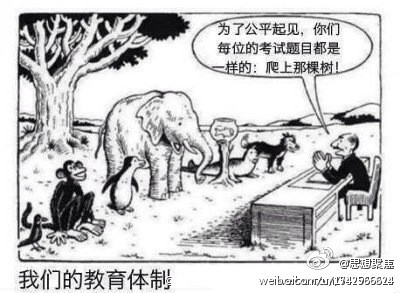 为了公平起见，你们
每位的考试题目都是
一样的：爬上那棵树！
我们的教育体制
@思想聚焦
weibo.com/u/1742966624